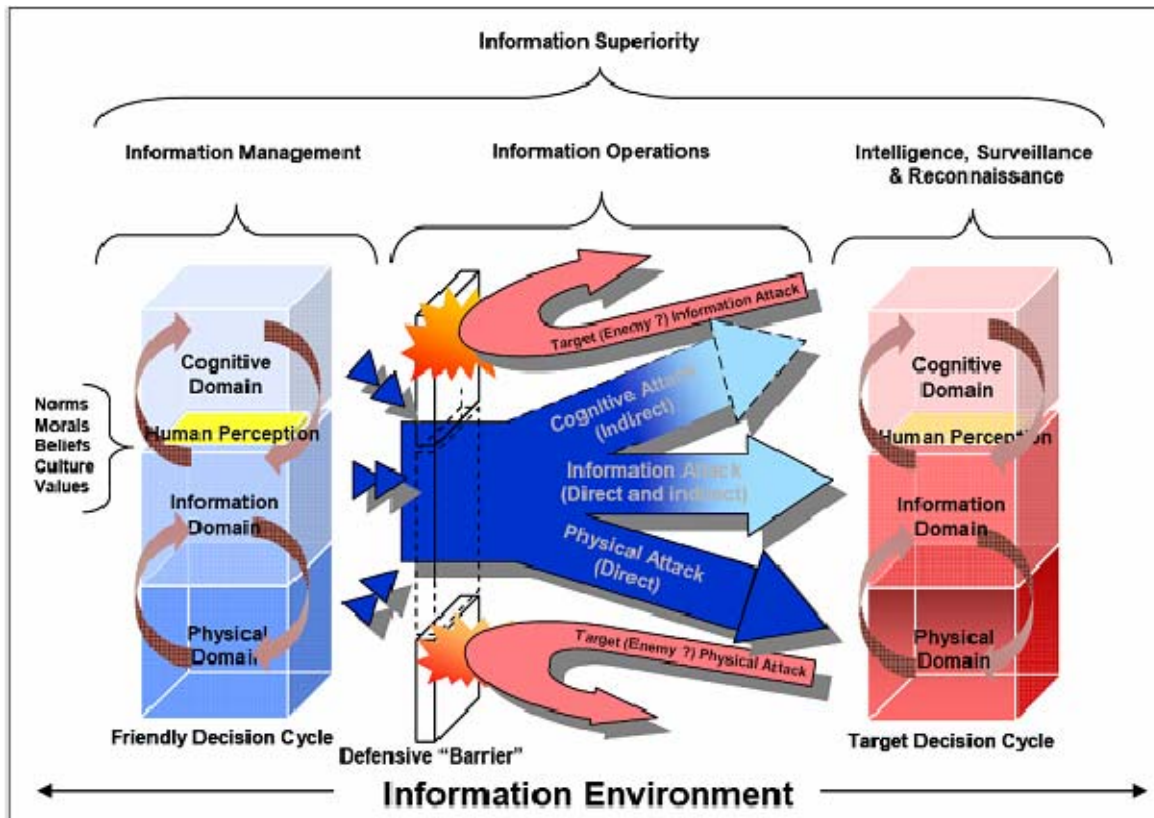 Information Superiority
Information Management
Information Operations
Intelligence, Surveillance
& Reconnaissance
Cognitive
Domain
Human Perception
Norms
Morals
Beliefs
Culture
Values
Information
Domain
Physical
Domain
Friendly Decision Cycle
Target (Enemy ?) Information Attack
Cognitive Attack
(Indirect)
Information Attack
(Direct and indirect)
Physical Attack
(Direct)
Target (Enemy ?) Physical Attack
Defensive “Barrier”
Cognitive
Domain
Human Perception
Information
Domain
Physical
Domain
Target Decision Cycle
Information Environment